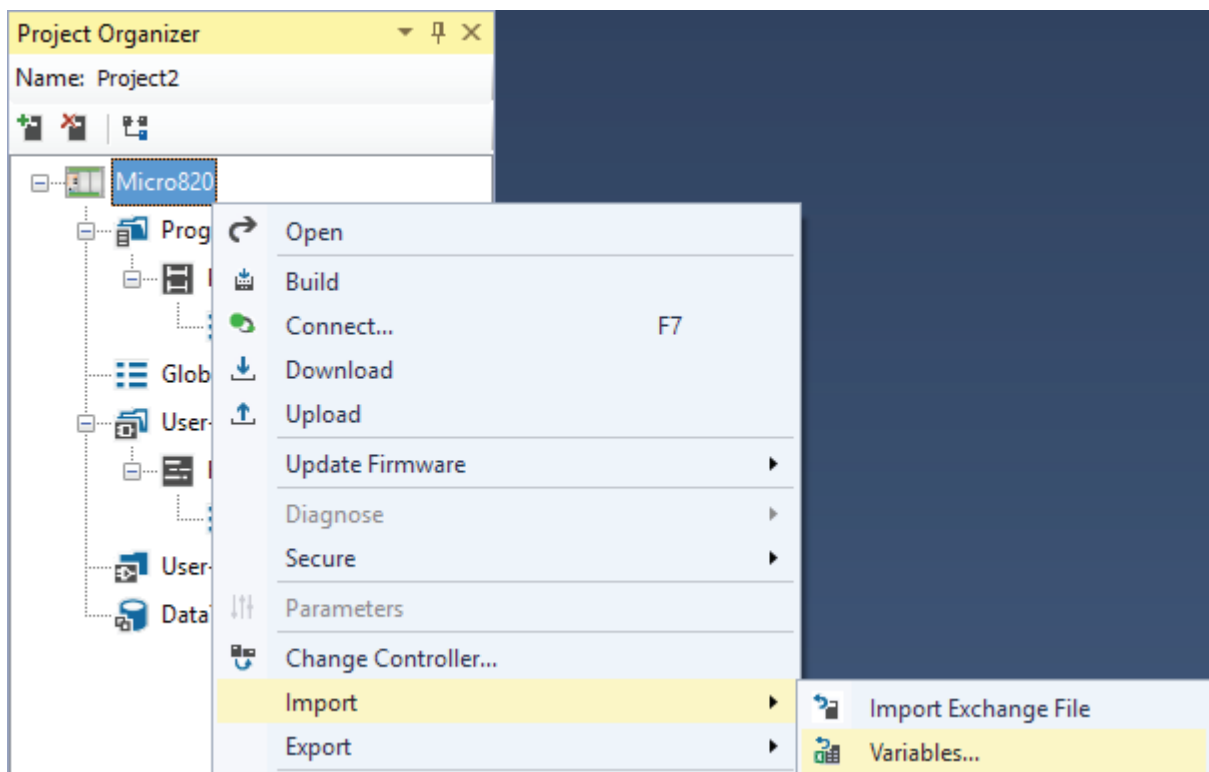 Project Organizer
Name: Project2
Micro820
Prog
Open
Build
Glob
Connect... F7
Download
User-
Upload
Update Firmware
Diagnose
User-
Secure
Data
Parameters
Change Controller...
Import
Import Exchange File
Export
Variables...